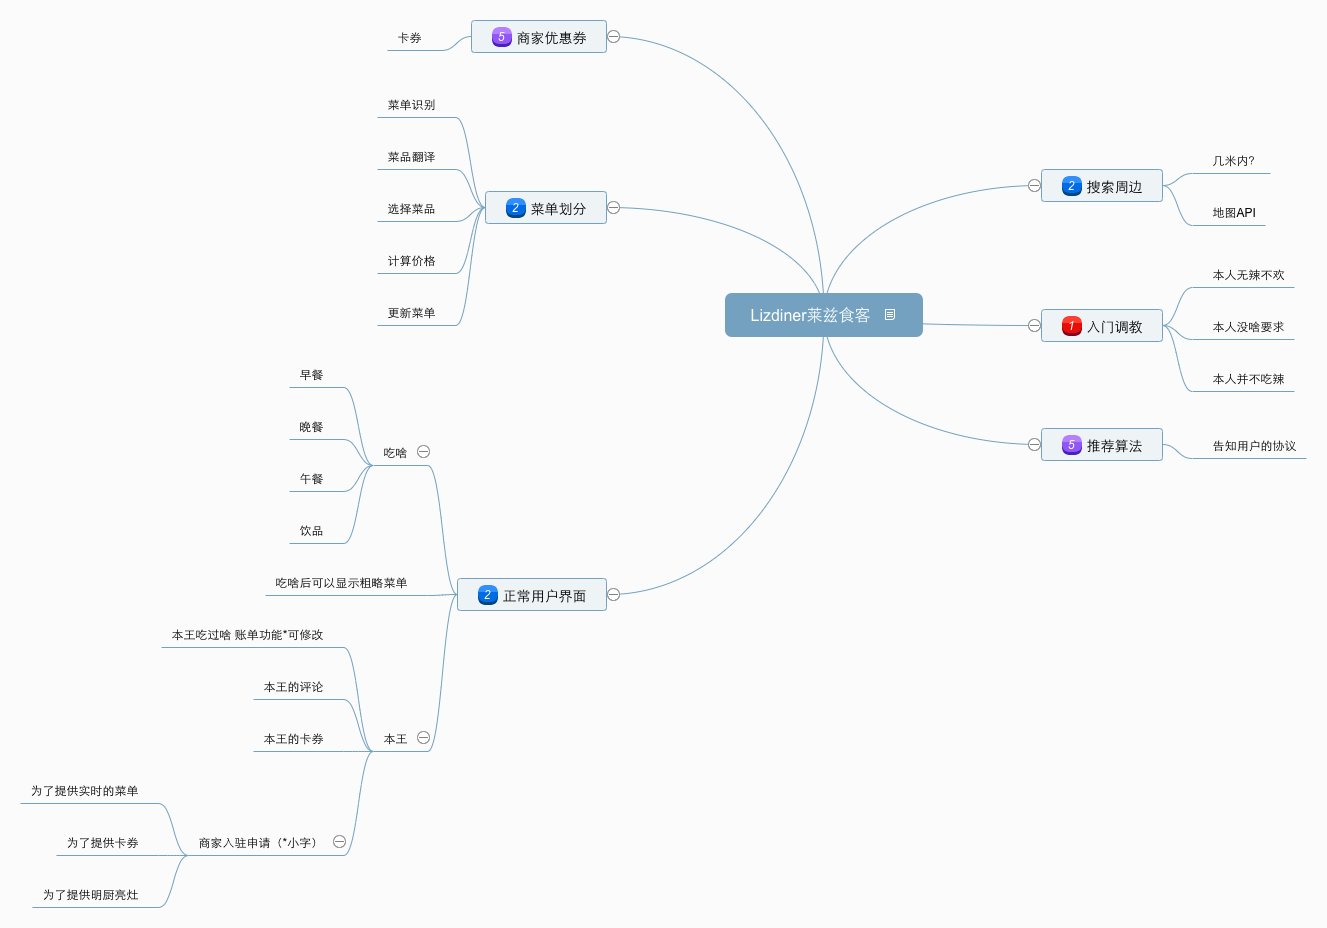 Lizdiner莱兹食客
2 搜索周边
几米内?
地图API
1 入门调教
本人无辣不欢
本人没啥要求
本人并不吃辣
5 推荐算法
告知用户的协议
5 商家优惠券
卡券
2 菜单划分
菜单识别
菜品翻译
选择菜品
计算价格
更新菜单
2 正常用户界面
吃啥
早餐
晚餐
午餐
饮品
吃啥后可以显示粗略菜单
本王
本王吃过啥 账单功能*可修改
本王的评论
本王的卡券
商家入驻申请（*小字）
为了提供实时的菜单
为了提供卡券
为了提供明厨亮灶